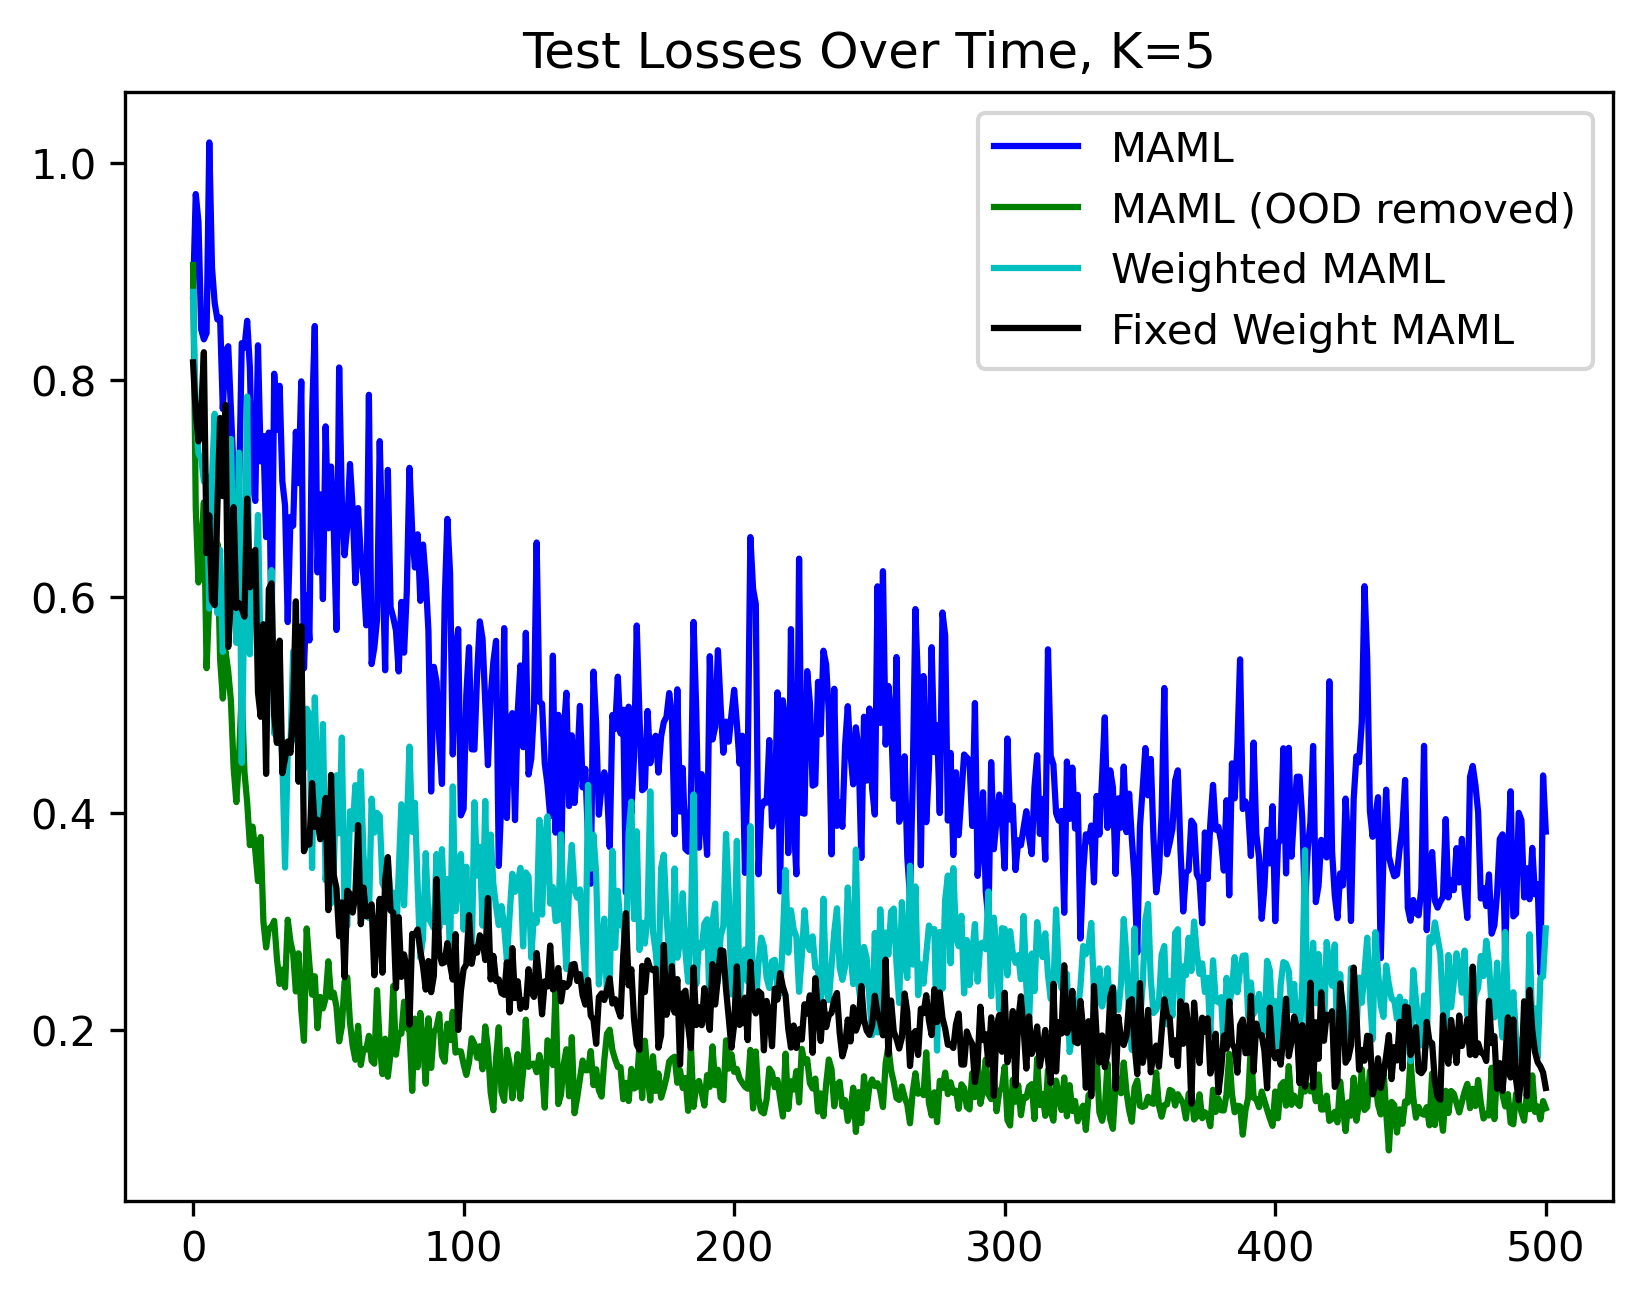 Test Losses Over Time, K=5
MAML
MAML (OOD removed)
Weighted MAML
Fixed Weight MAML
1.0
0.8
0.6
0.4
0.2
0 100 200 300 400 500